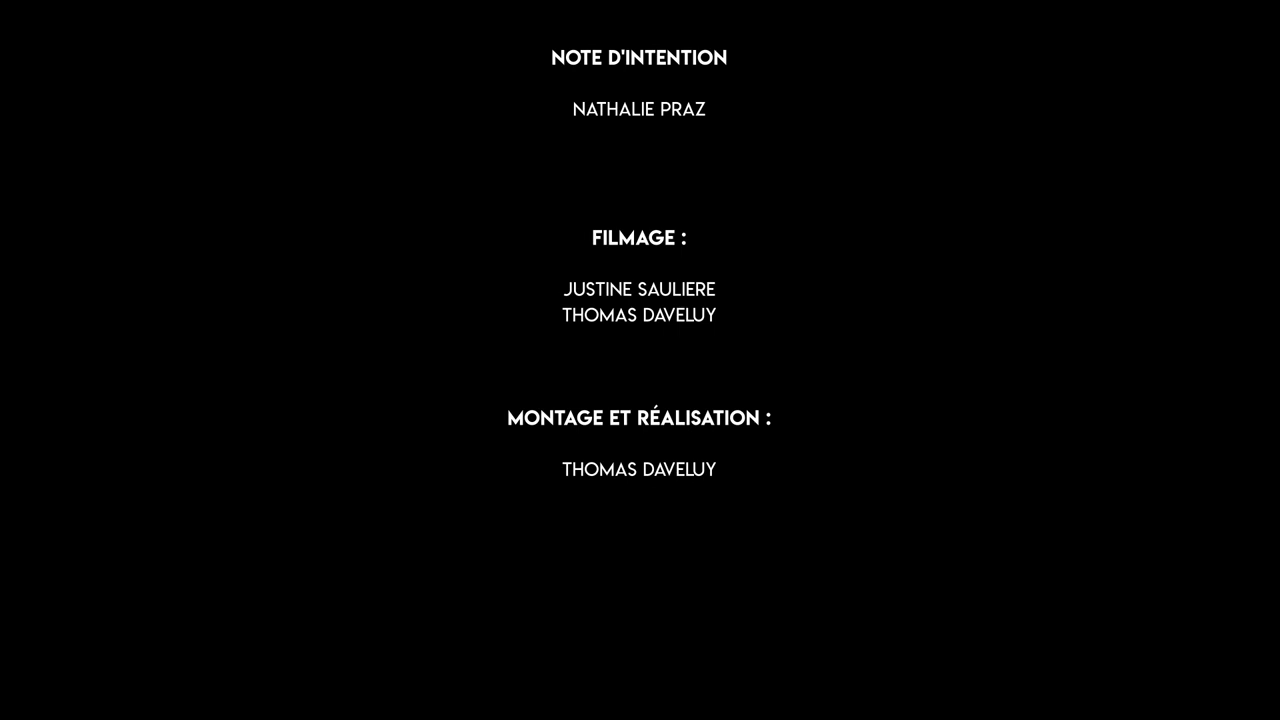 NOTE D'INTENTION
NATHALIE PRAZ
FILMAGE :
JUSTINE SAULIERE
THOMAS DAVELUY
MONTAGE ET RÉALISATION :
THOMAS DAVELUY